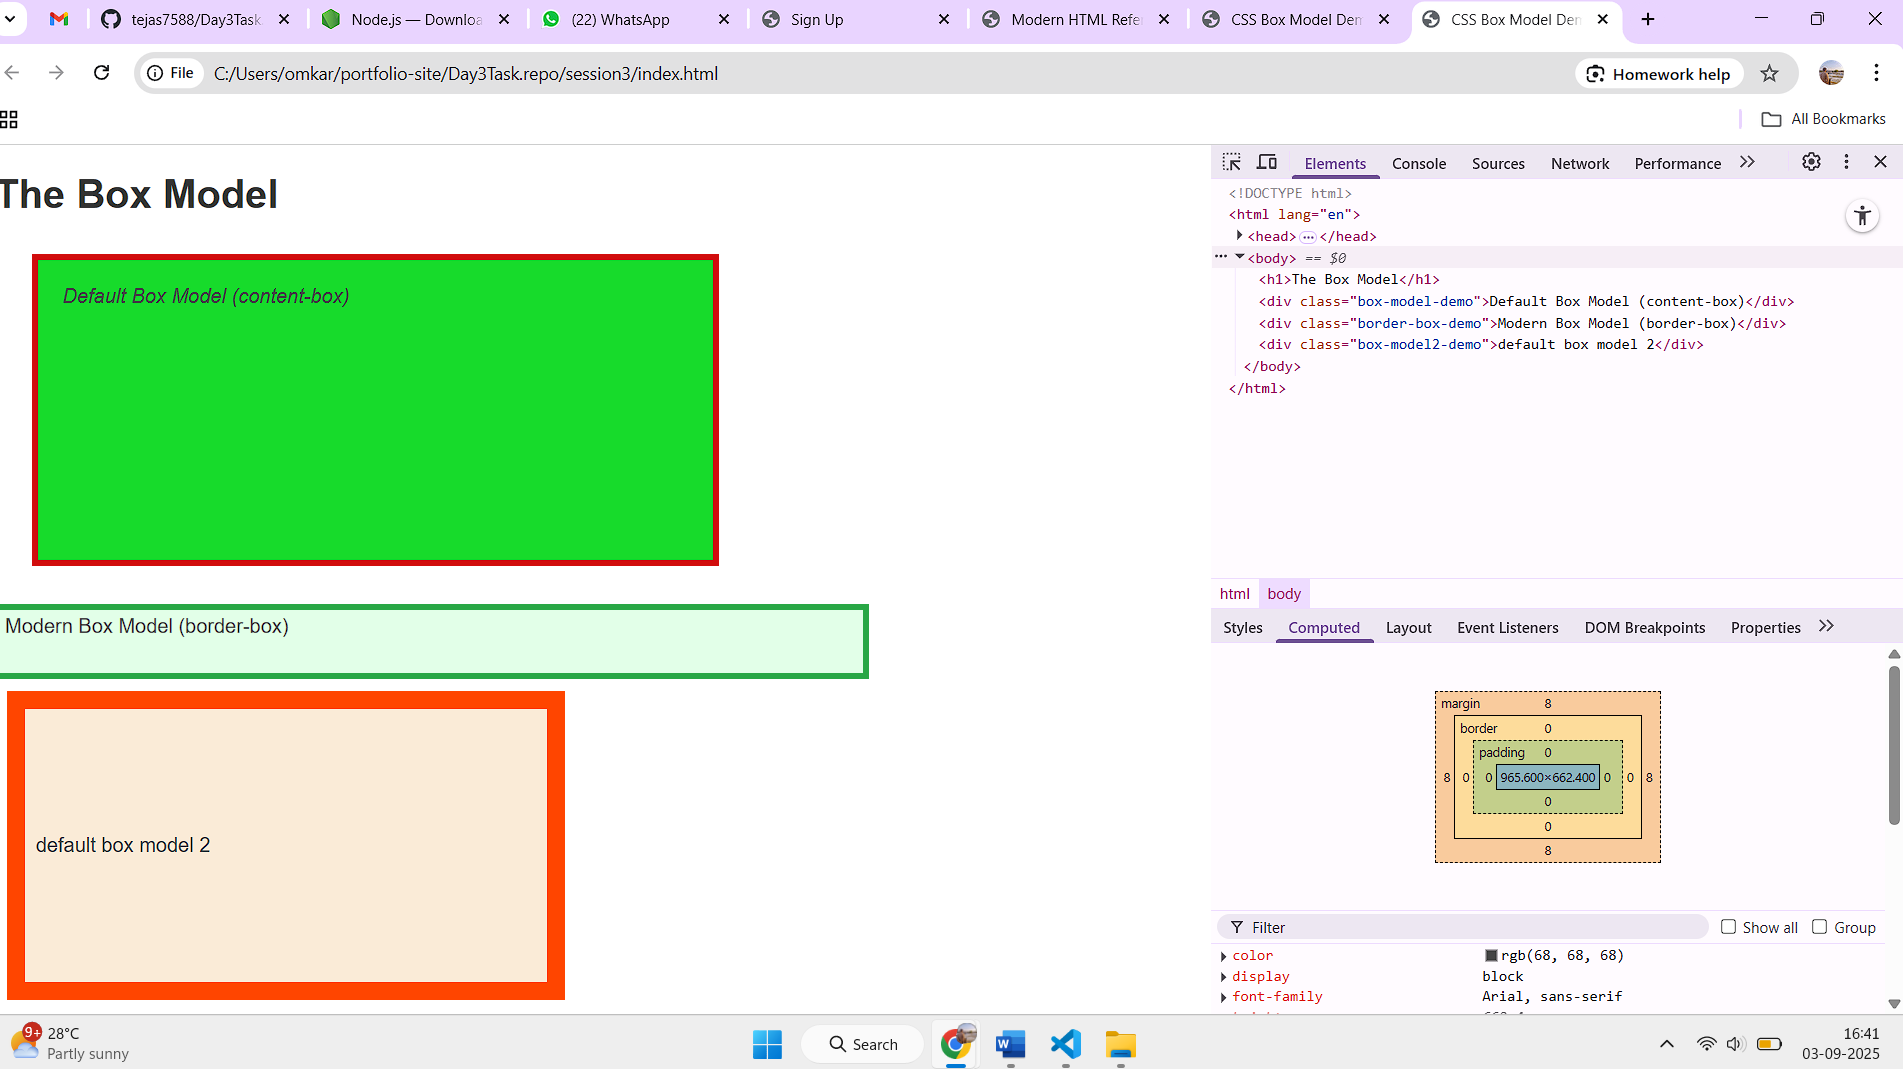 tejas7588/Day3Task
Node.js — Downloa
(22) WhatsApp
Sign Up
Modern HTML Refe
CSS Box Model Den
CSS Box Model Den
File
C:/Users/omkar/portfolio-site/Day3Task.repo/session3/index.html
Homework help
All Bookmarks
The Box Model
Default Box Model (content-box)
Modern Box Model (border-box)
default box model 2
Elements Console Sources Network Performance
<!DOCTYPE html>
<html lang="en">
<head> ⋯ </head>
<body> == $0
<h1>The Box Model</h1>
<div class="box-model-demo">Default Box Model (content-box)</div>
<div class="border-box-demo">Modern Box Model (border-box)</div>
<div class="box-model2-demo">default box model 2</div>
</body>
</html>
html body
Styles Computed Layout Event Listeners DOM Breakpoints Properties
margin 8
border 0
padding 0
8 0 0 965.600×662.400 0 0 8
0
0
8
Filter Show all Group
color rgb(68, 68, 68)
display block
font-family Arial, sans-serif
9+ 28°C
Partly sunny
Search
16:41
03-09-2025